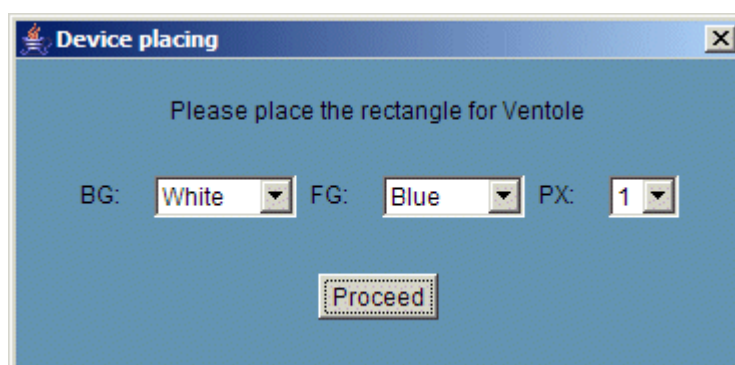 Device placing
Please place the rectangle for Ventole
BG: White FG: Blue PX: 1
Proceed